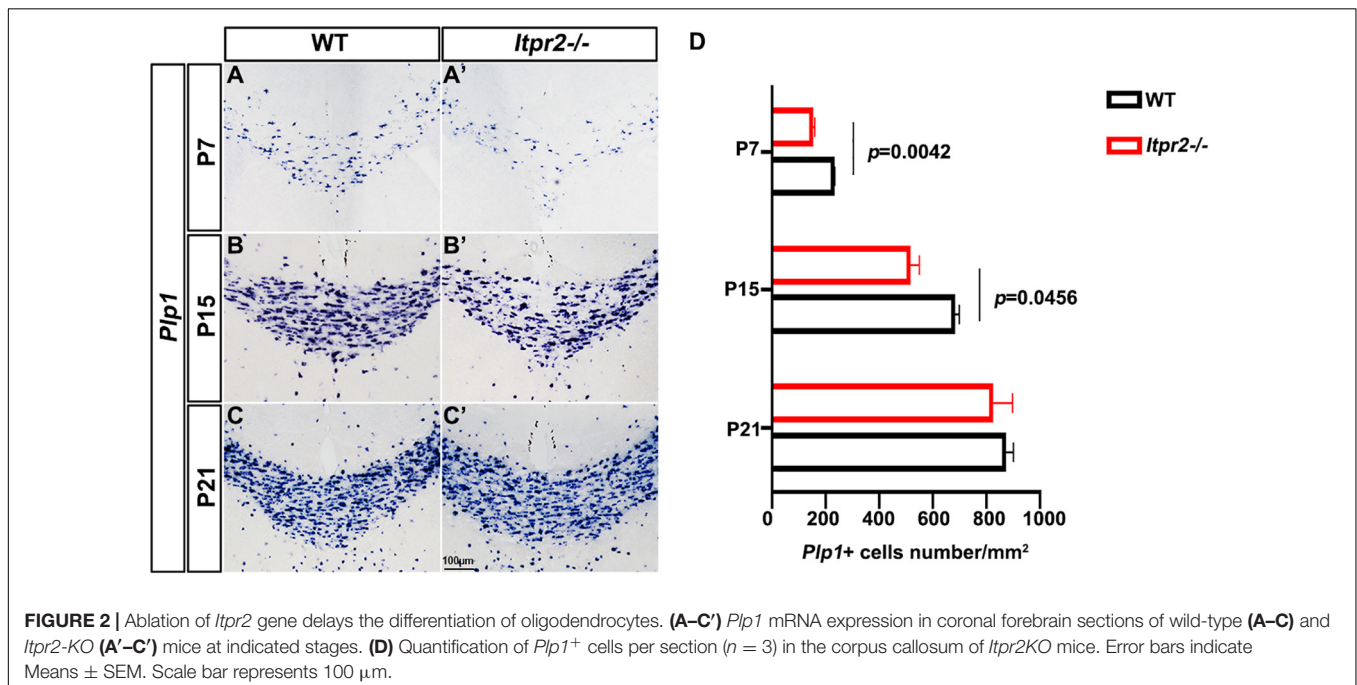 WT
Itpr2-/-
Plp1
P7
P15
P21
A
A'
B
B'
C
C'
100μm
D
WT
Itpr2-/-
P7
p=0.0042
P15
p=0.0456
P21
0 200 400 600 800 1000
Plp1+ cells number/mm²
FIGURE 2 | Ablation of Itpr2 gene delays the differentiation of oligodendrocytes. (A–C′) Plp1 mRNA expression in coronal forebrain sections of wild-type (A–C) and
Itpr2-KO (A′–C′) mice at indicated stages. (D) Quantification of Plp1⁺ cells per section (n = 3) in the corpus callosum of Itpr2KO mice. Error bars indicate
Means ± SEM. Scale bar represents 100 μm.